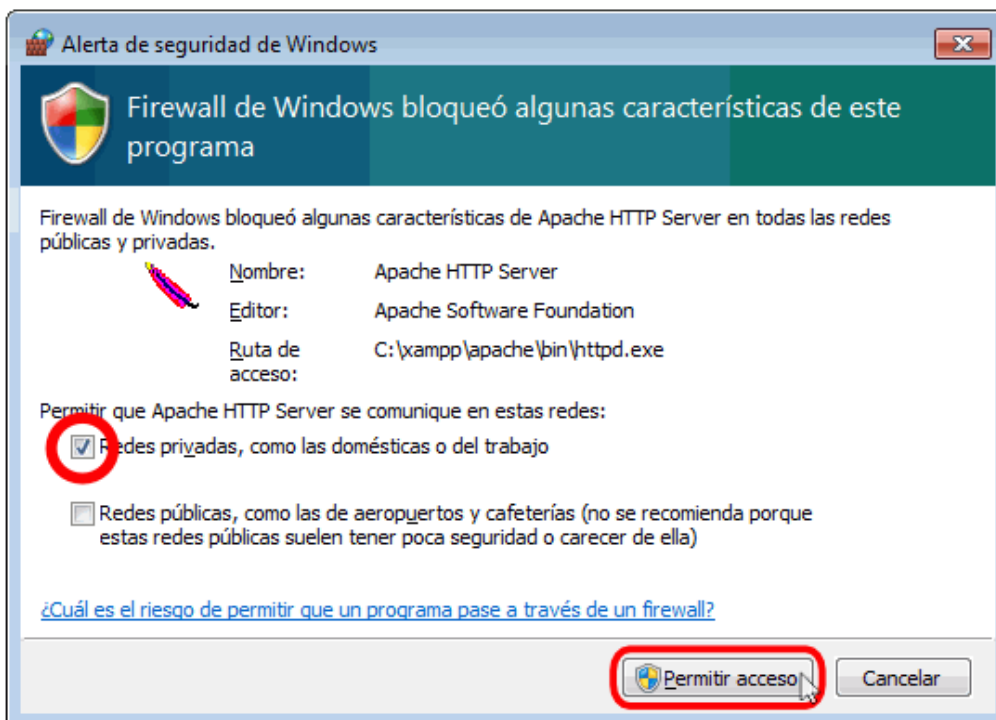 Alerta de seguridad de Windows
Firewall de Windows bloqueó algunas características de este
programa
Firewall de Windows bloqueó algunas características de Apache HTTP Server en todas las redes
públicas y privadas.
Nombre: Apache HTTP Server
Editor: Apache Software Foundation
Ruta de acceso: C:\xampp\apache\bin\httpd.exe
Permitir que Apache HTTP Server se comunique en estas redes:
Redes privadas, como las domésticas o del trabajo
Redes públicas, como las de aeropuertos y cafeterías (no se recomienda porque
estas redes públicas suelen tener poca seguridad o carecer de ella)
¿Cuál es el riesgo de permitir que un programa pase a través de un firewall?
Permitir acceso Cancelar